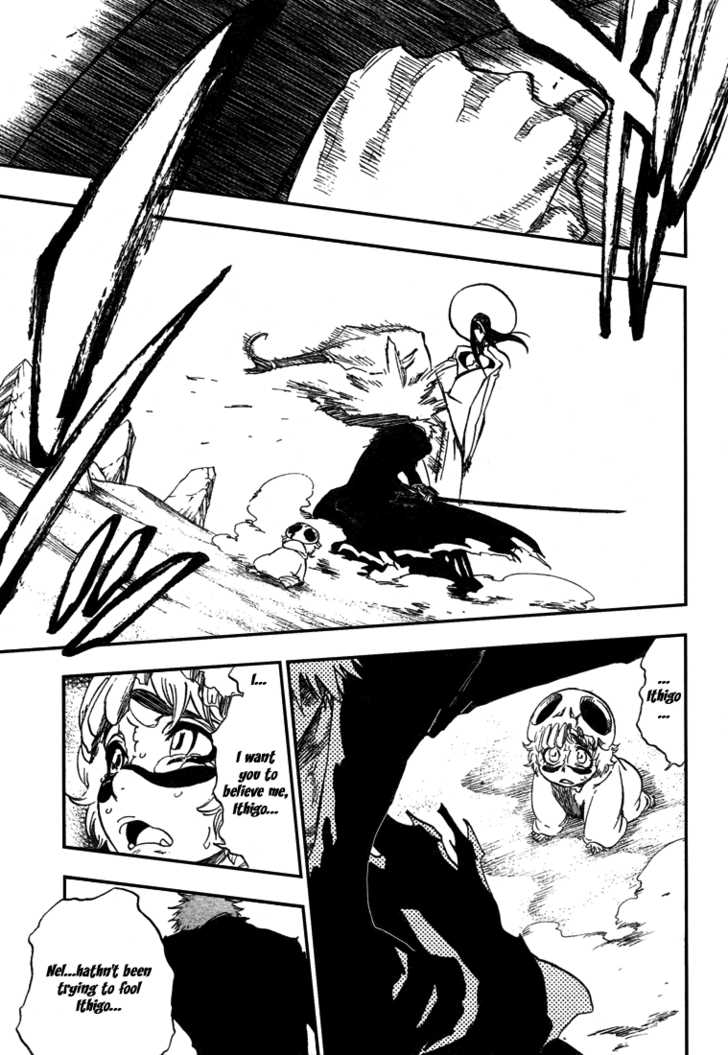 ...
Ithigo
...
I...
I want
you to
believe me,
Ithigo...
Nel...hathn't been
trying to fool
Ithigo...